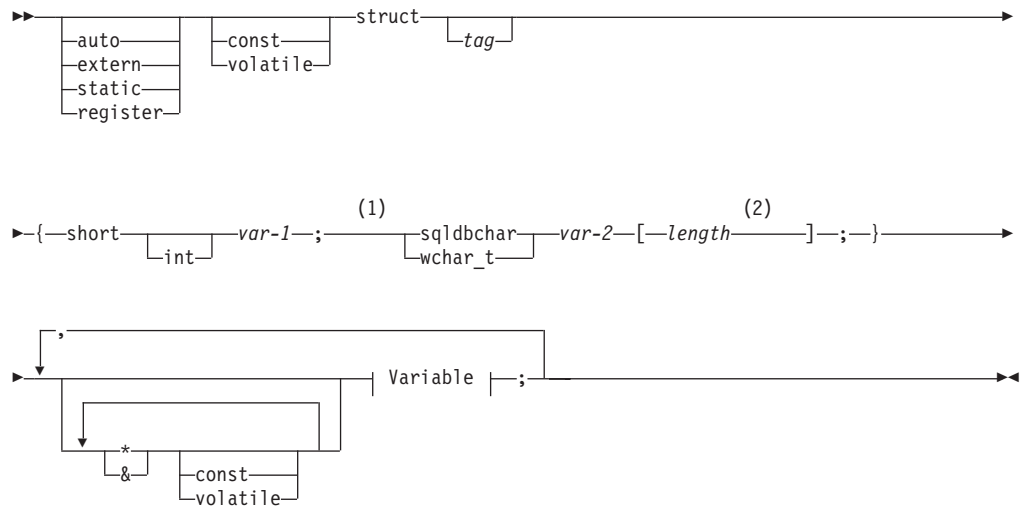 struct
auto const tag
extern volatile
static
register
(1) (2)
{ short var-1 ; sqldbchar var-2 [ length ] ; }
int wchar_t
,
Variable ;
*
& const
volatile